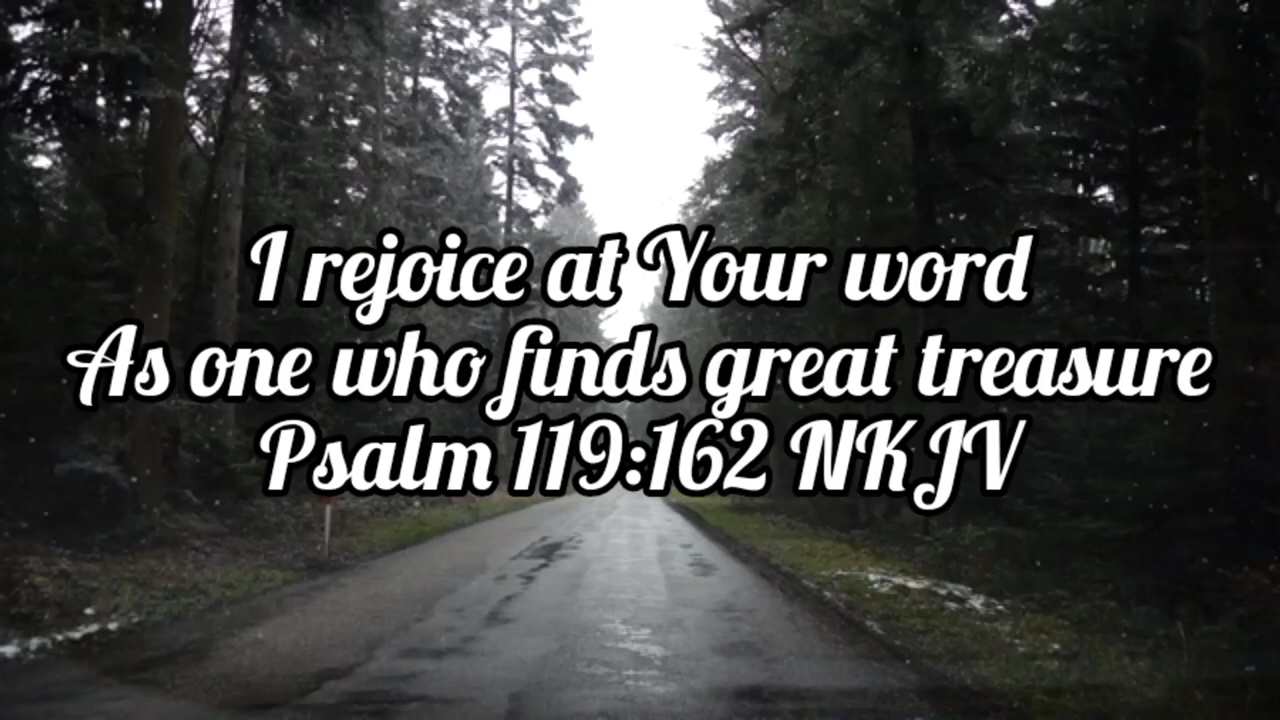 I rejoice at Your word
As one who finds great treasure
Psalm 119:162 NKJV